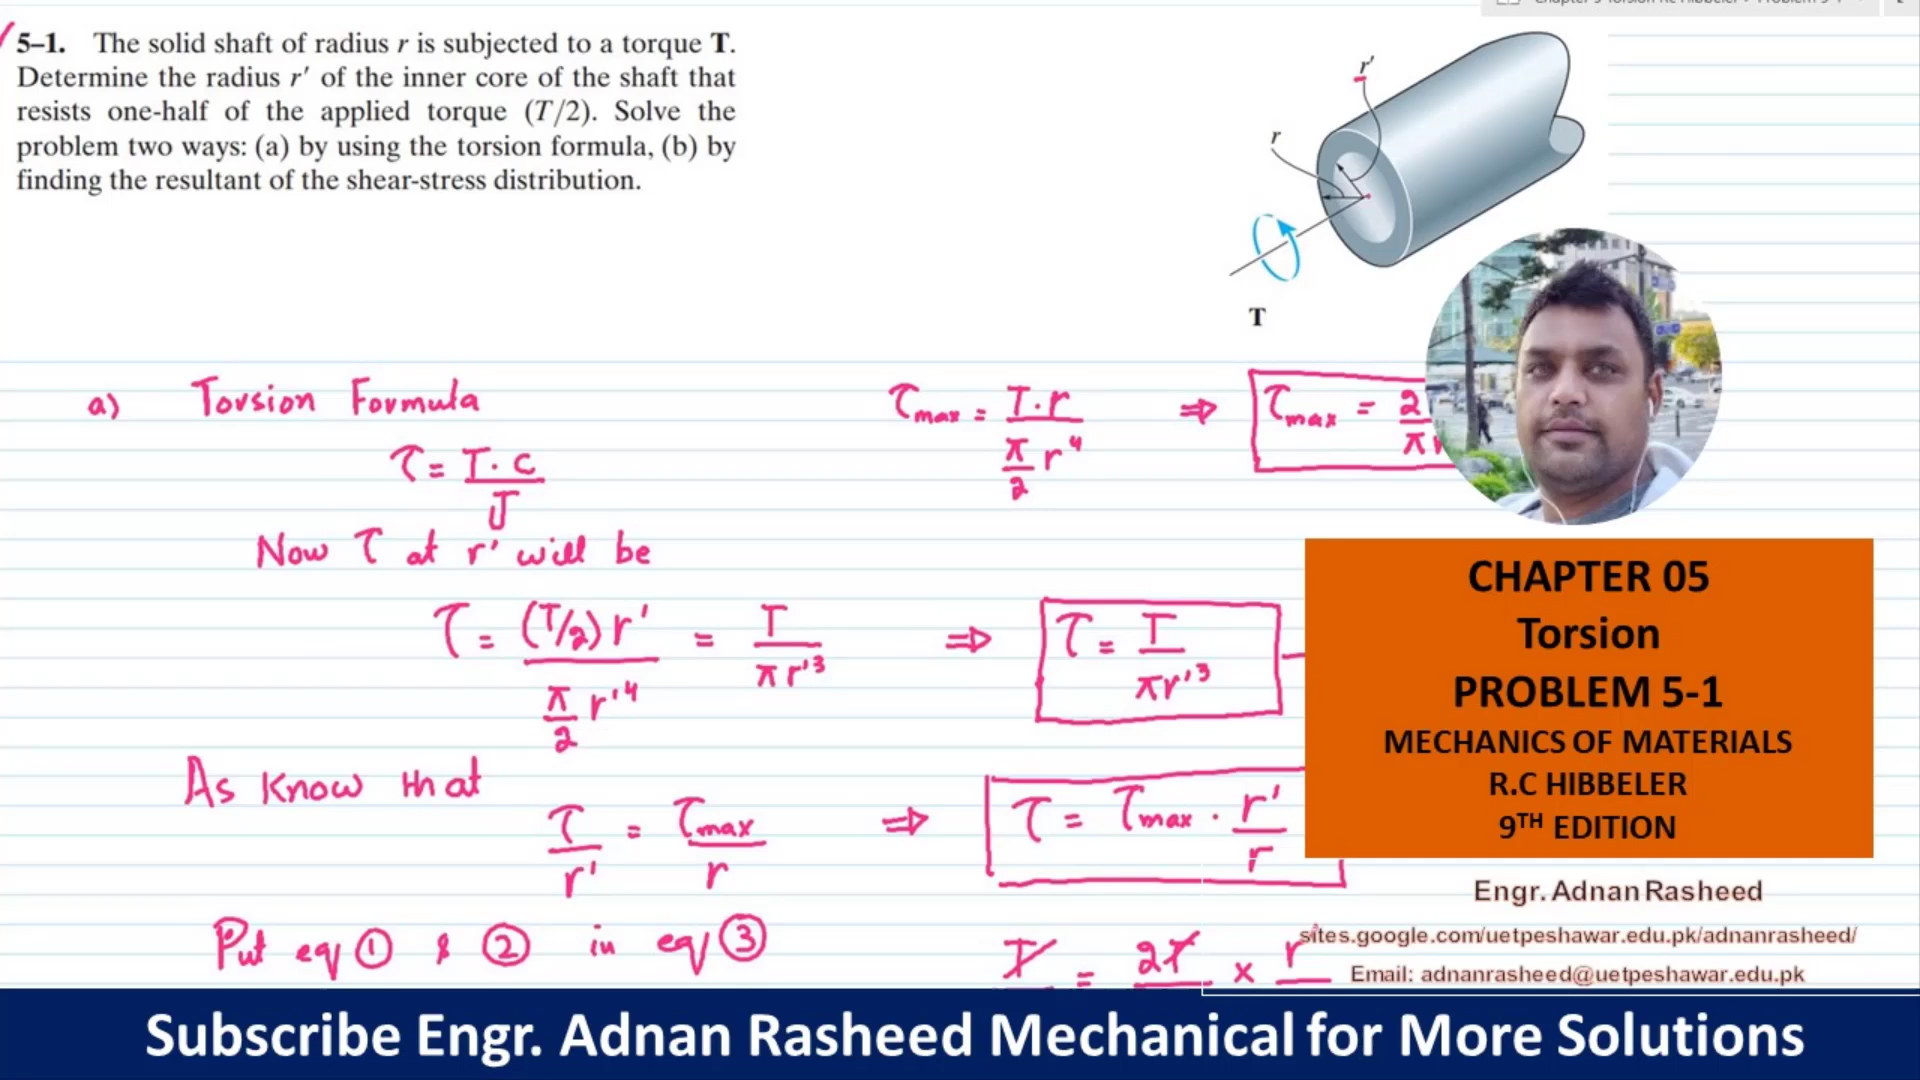 5–1. The solid shaft of radius r is subjected to a torque T.
Determine the radius r′ of the inner core of the shaft that
resists one-half of the applied torque (T/2). Solve the
problem two ways: (a) by using the torsion formula, (b) by
finding the resultant of the shear-stress distribution.
r′
r
T
a) Torsion Formula
τ = T·c / J
τmax = T·r / (π/2 r⁴) ⇒ τmax = 2
π
Now τ at r′ will be
τ = (T/2) r′ / (π/2 r′⁴) = T / πr′³ ⇒ τ = T / πr′³
As Know that
τ / r′ = τmax / r ⇒ τ = τmax · r′ / r
Put eq ① & ② in eq ③
T = 2T × r
CHAPTER 05
Torsion
PROBLEM 5-1
MECHANICS OF MATERIALS
R.C HIBBELER
9TH EDITION
Engr. Adnan Rasheed
sites.google.com/uetpeshawar.edu.pk/adnanrasheed/
Email: adnanrasheed@uetpeshawar.edu.pk
Subscribe Engr. Adnan Rasheed Mechanical for More Solutions